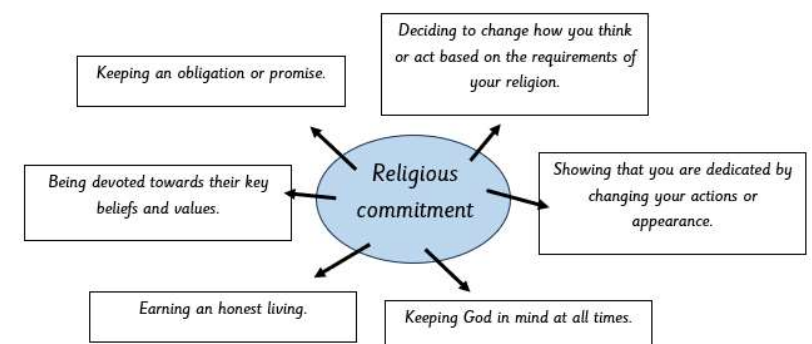 Deciding to change how you think
or act based on the requirements of
your religion.
Keeping an obligation or promise.
Religious
commitment
Showing that you are dedicated by
changing your actions or
appearance.
Being devoted towards their key
beliefs and values.
Earning an honest living.
Keeping God in mind at all times.